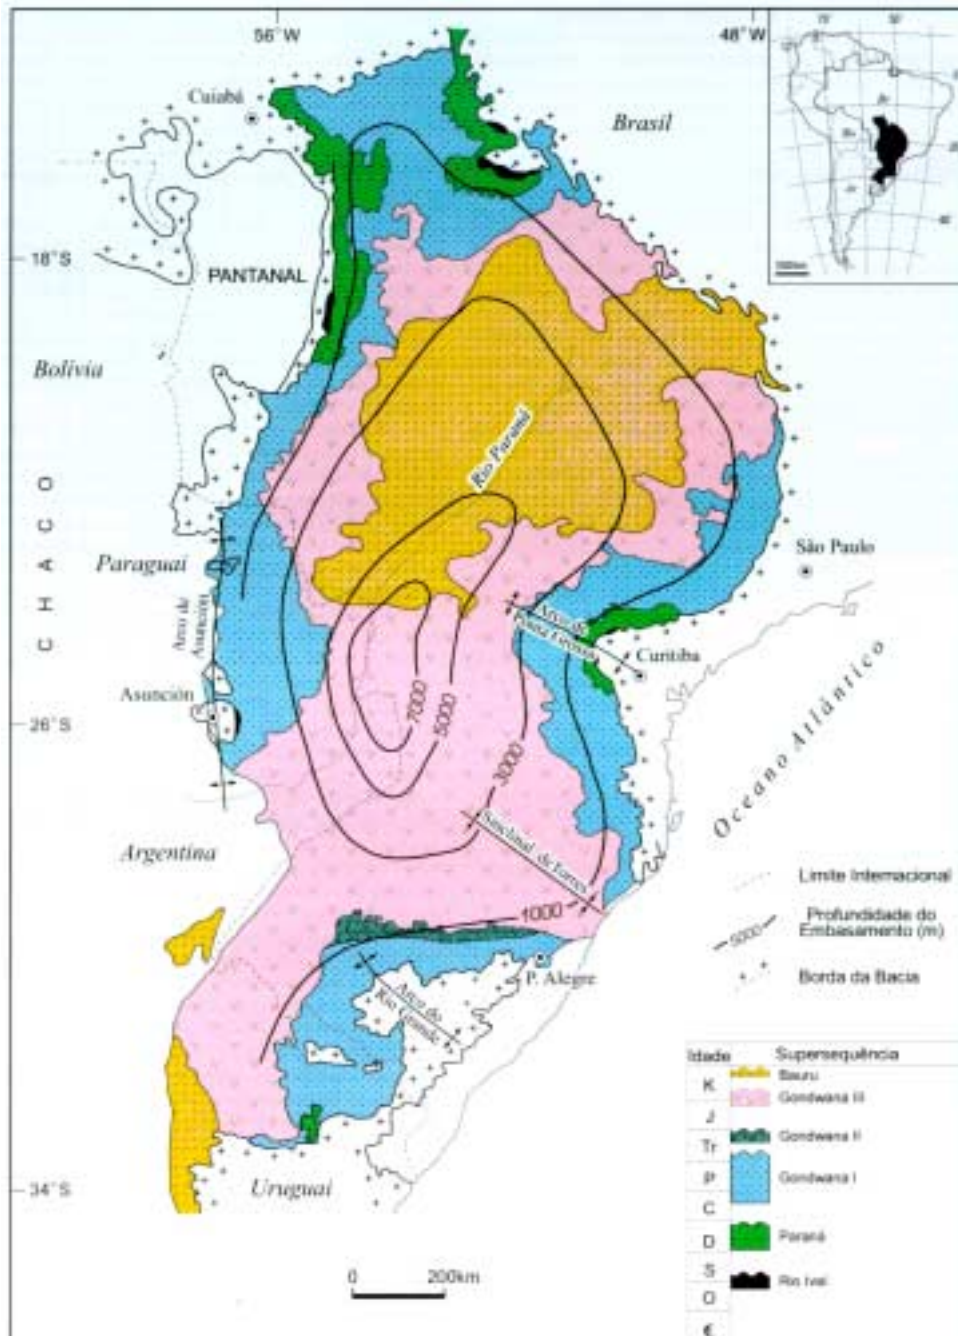 56°W
48°W
Cuiabá
Brasil
18°S
PANTANAL
Bolívia
Rio Paraná
CHACO
Paraguai
São Paulo
Arco de
Asunción
Arco de
Ponta Grossa
Curitiba
Asunción
7000
5000
26°S
3000
Oceano Atlântico
Argentina
Sinclinal de Torres
1000
P. Alegre
Arco do
Rio Grande
Uruguai
34°S
0 200km
Limite Internacional
5000
Profundidade do
Embasamento (m)
Borda da Bacia
Idade Supersequência
K
Bauru
Gondwana III
J
Tr
Gondwana II
P
Gondwana I
C
D
Paraná
S
Rio Ivaí
O
€